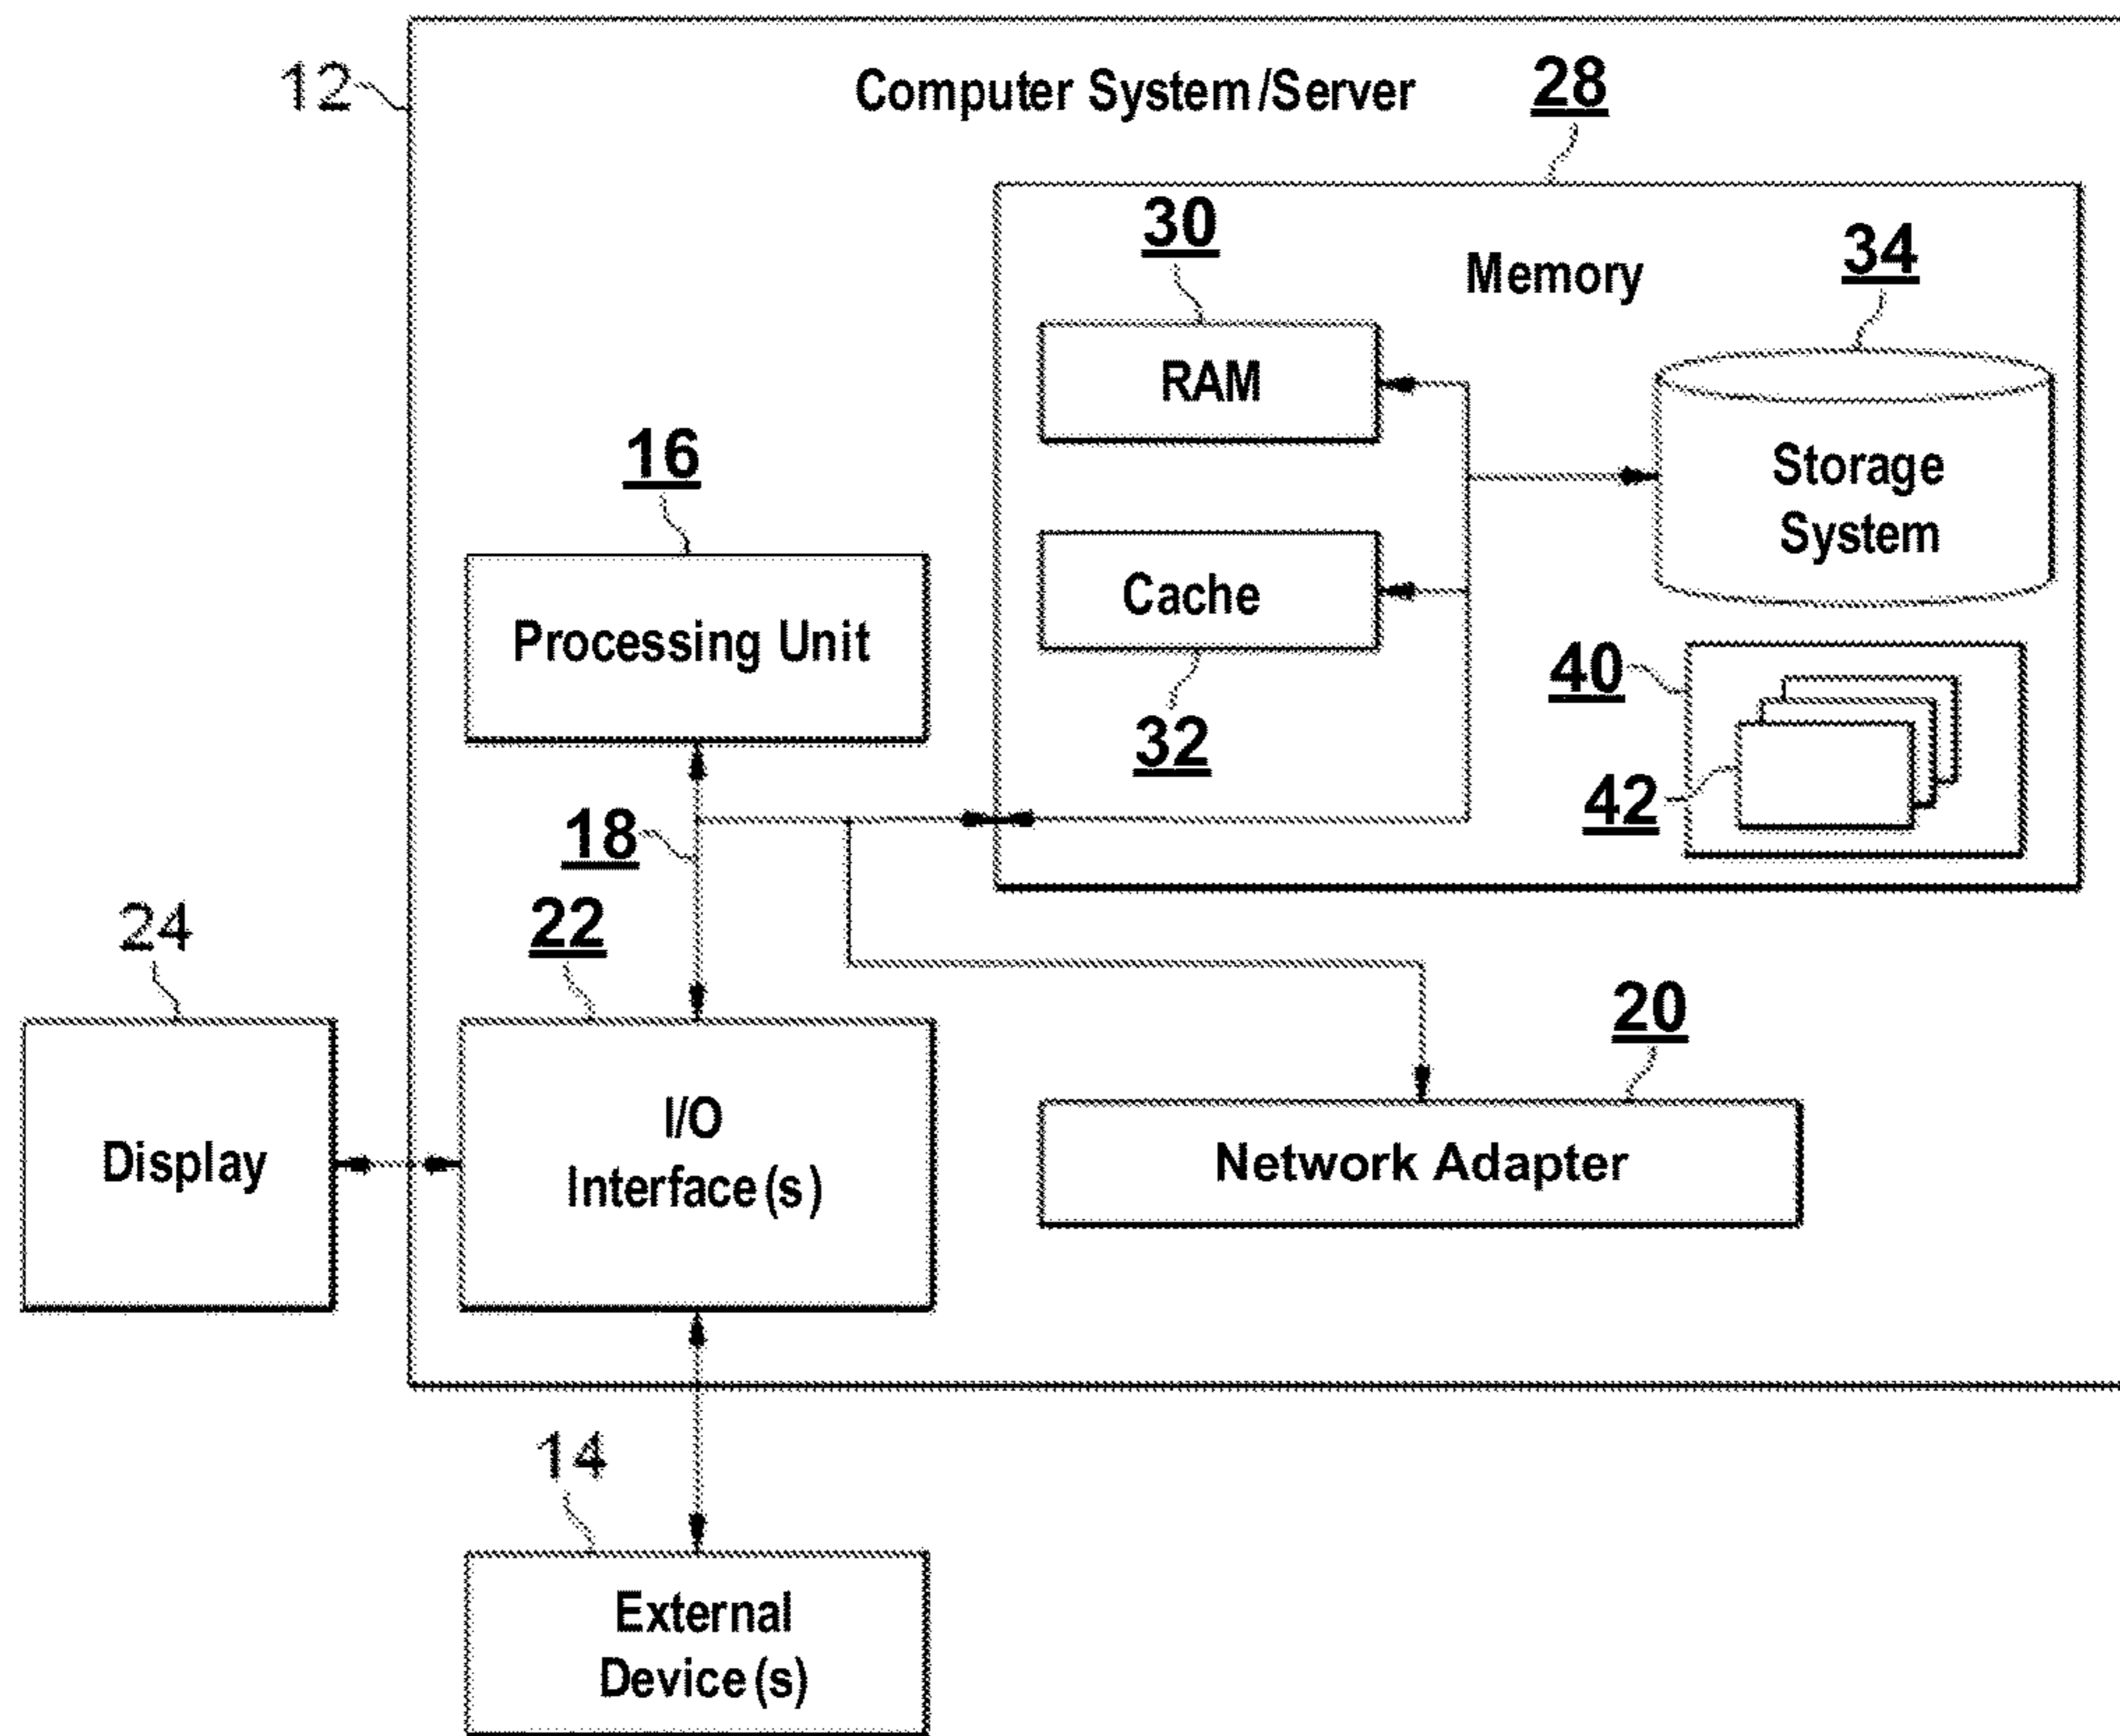 12
Computer System/Server
28
30
Memory
34
RAM
Storage
System
16
Processing Unit
Cache
32
40
42
18
22
24
Display
I/O
Interface(s)
20
Network Adapter
14
External
Device(s)